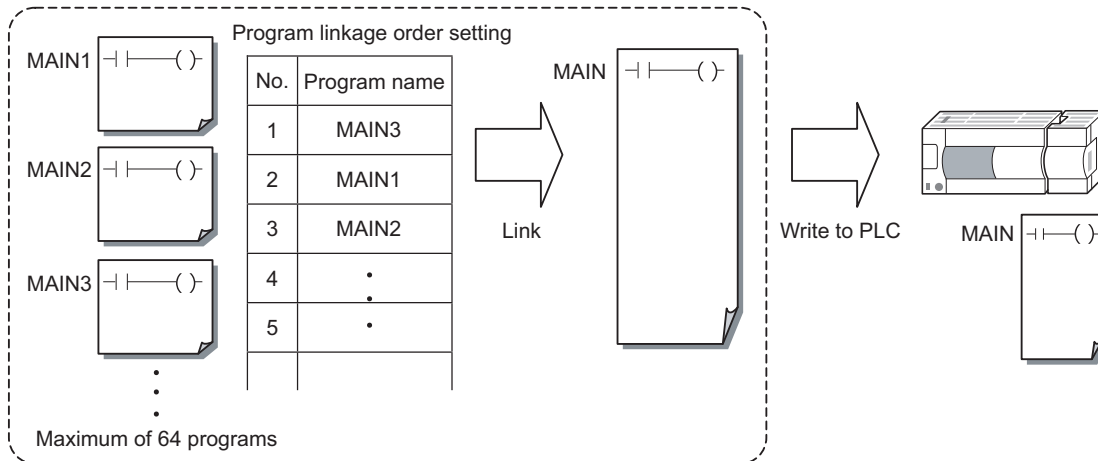 Program linkage order setting
MAIN1
MAIN2
MAIN3
No. Program name
1 MAIN3
2 MAIN1
3 MAIN2
4
5
Maximum of 64 programs
Link
MAIN
Write to PLC
MAIN